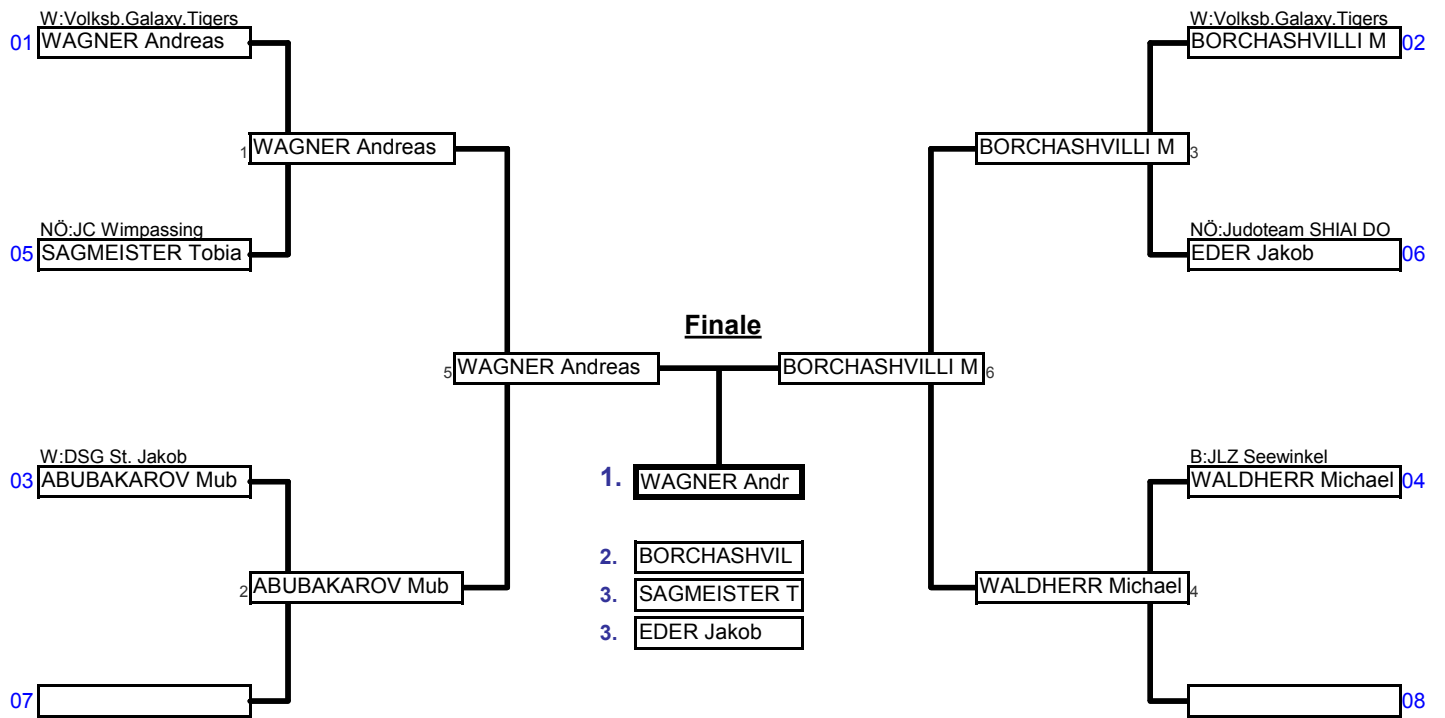 W:Volksb.Galaxy.Tigers
01 WAGNER Andreas
W:Volksb.Galaxy.Tigers
BORCHASHVILLI M 02
1 WAGNER Andreas
BORCHASHVILLI M 3
NÖ:JC Wimpassing
05 SAGMEISTER Tobia
NÖ:Judoteam SHIAI DO
EDER Jakob 06
Finale
5 WAGNER Andreas
BORCHASHVILLI M 6
W:DSG St. Jakob
03 ABUBAKAROV Mub
B:JLZ Seewinkel
WALDHERR Michael 04
1. WAGNER Andr
2. BORCHASHVIL
3. SAGMEISTER T
3. EDER Jakob
2 ABUBAKAROV Mub
WALDHERR Michael 4
07
08